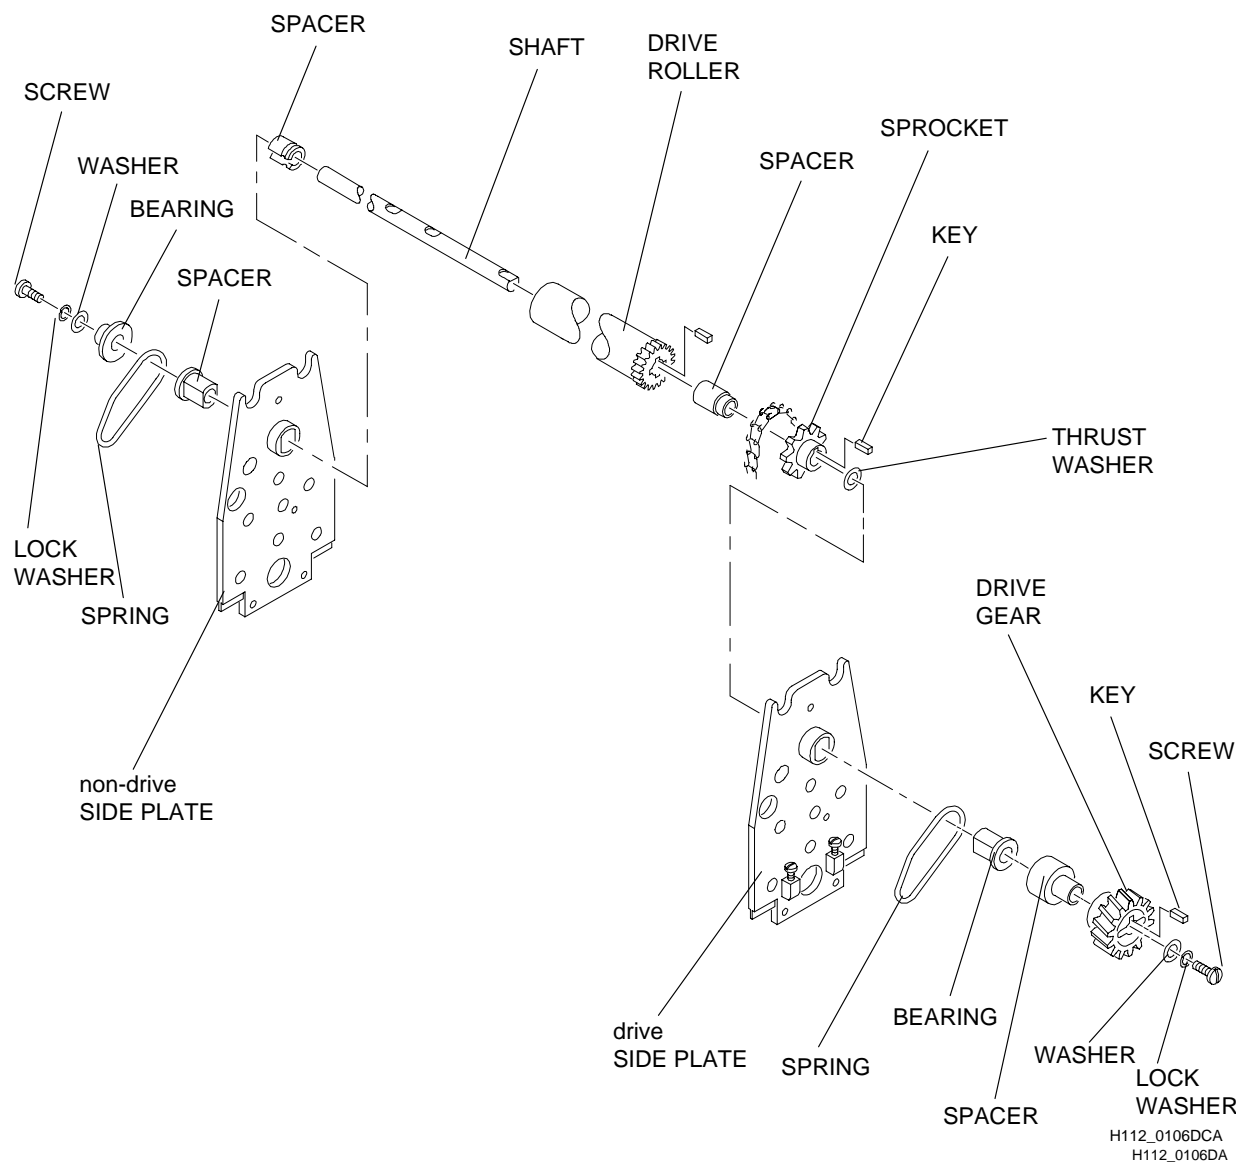 SPACER
SHAFT
DRIVE
ROLLER
SCREW
SPROCKET
WASHER
SPACER
BEARING
KEY
SPACER
THRUST
WASHER
LOCK
WASHER
SPRING
DRIVE
GEAR
KEY
SCREW
non-drive
SIDE PLATE
drive
SIDE PLATE
BEARING
SPRING
WASHER
LOCK
WASHER
SPACER
H112_0106DCA
H112_0106DA